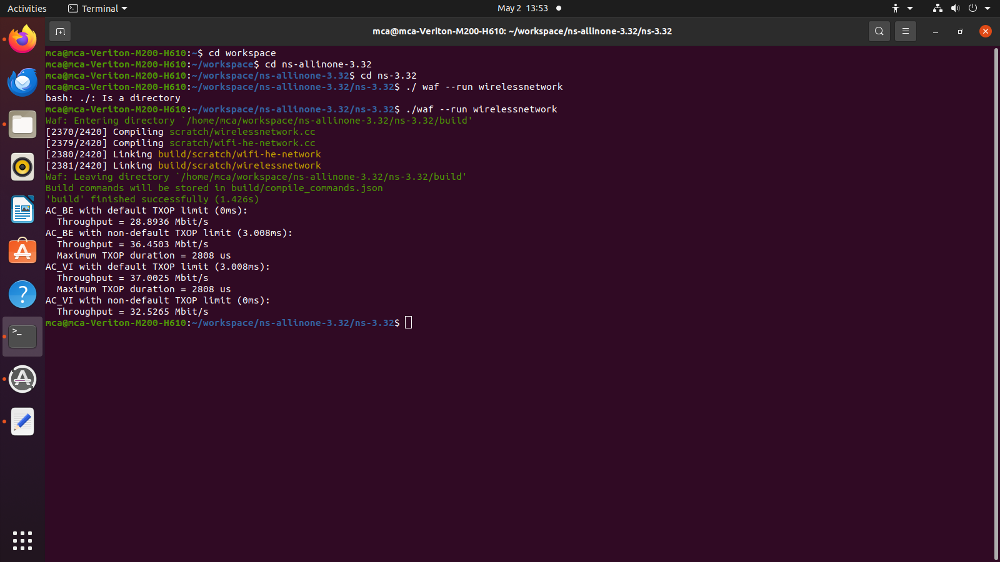 Activities Terminal May 2 13:53
mca@mca-Veriton-M200-H610: ~/workspace/ns-allinone-3.32/ns-3.32
mca@mca-Veriton-M200-H610:~$ cd workspace
mca@mca-Veriton-M200-H610:~/workspace$ cd ns-allinone-3.32
mca@mca-Veriton-M200-H610:~/workspace/ns-allinone-3.32$ cd ns-3.32
mca@mca-Veriton-M200-H610:~/workspace/ns-allinone-3.32/ns-3.32$ ./ waf --run wirelessnetwork
bash: ./: Is a directory
mca@mca-Veriton-M200-H610:~/workspace/ns-allinone-3.32/ns-3.32$ ./waf --run wirelessnetwork
Waf: Entering directory `/home/mca/workspace/ns-allinone-3.32/ns-3.32/build'
[2370/2420] Compiling scratch/wirelessnetwork.cc
[2379/2420] Compiling scratch/wifi-he-network.cc
[2380/2420] Linking build/scratch/wifi-he-network
[2381/2420] Linking build/scratch/wirelessnetwork
Waf: Leaving directory `/home/mca/workspace/ns-allinone-3.32/ns-3.32/build'
Build commands will be stored in build/compile_commands.json
'build' finished successfully (1.426s)
AC_BE with default TXOP limit (0ms):
  Throughput = 28.8936 Mbit/s
AC_BE with non-default TXOP limit (3.008ms):
  Throughput = 36.4503 Mbit/s
  Maximum TXOP duration = 2808 us
AC_VI with default TXOP limit (3.008ms):
  Throughput = 37.0025 Mbit/s
  Maximum TXOP duration = 2808 us
AC_VI with non-default TXOP limit (0ms):
  Throughput = 32.5265 Mbit/s
mca@mca-Veriton-M200-H610:~/workspace/ns-allinone-3.32/ns-3.32$